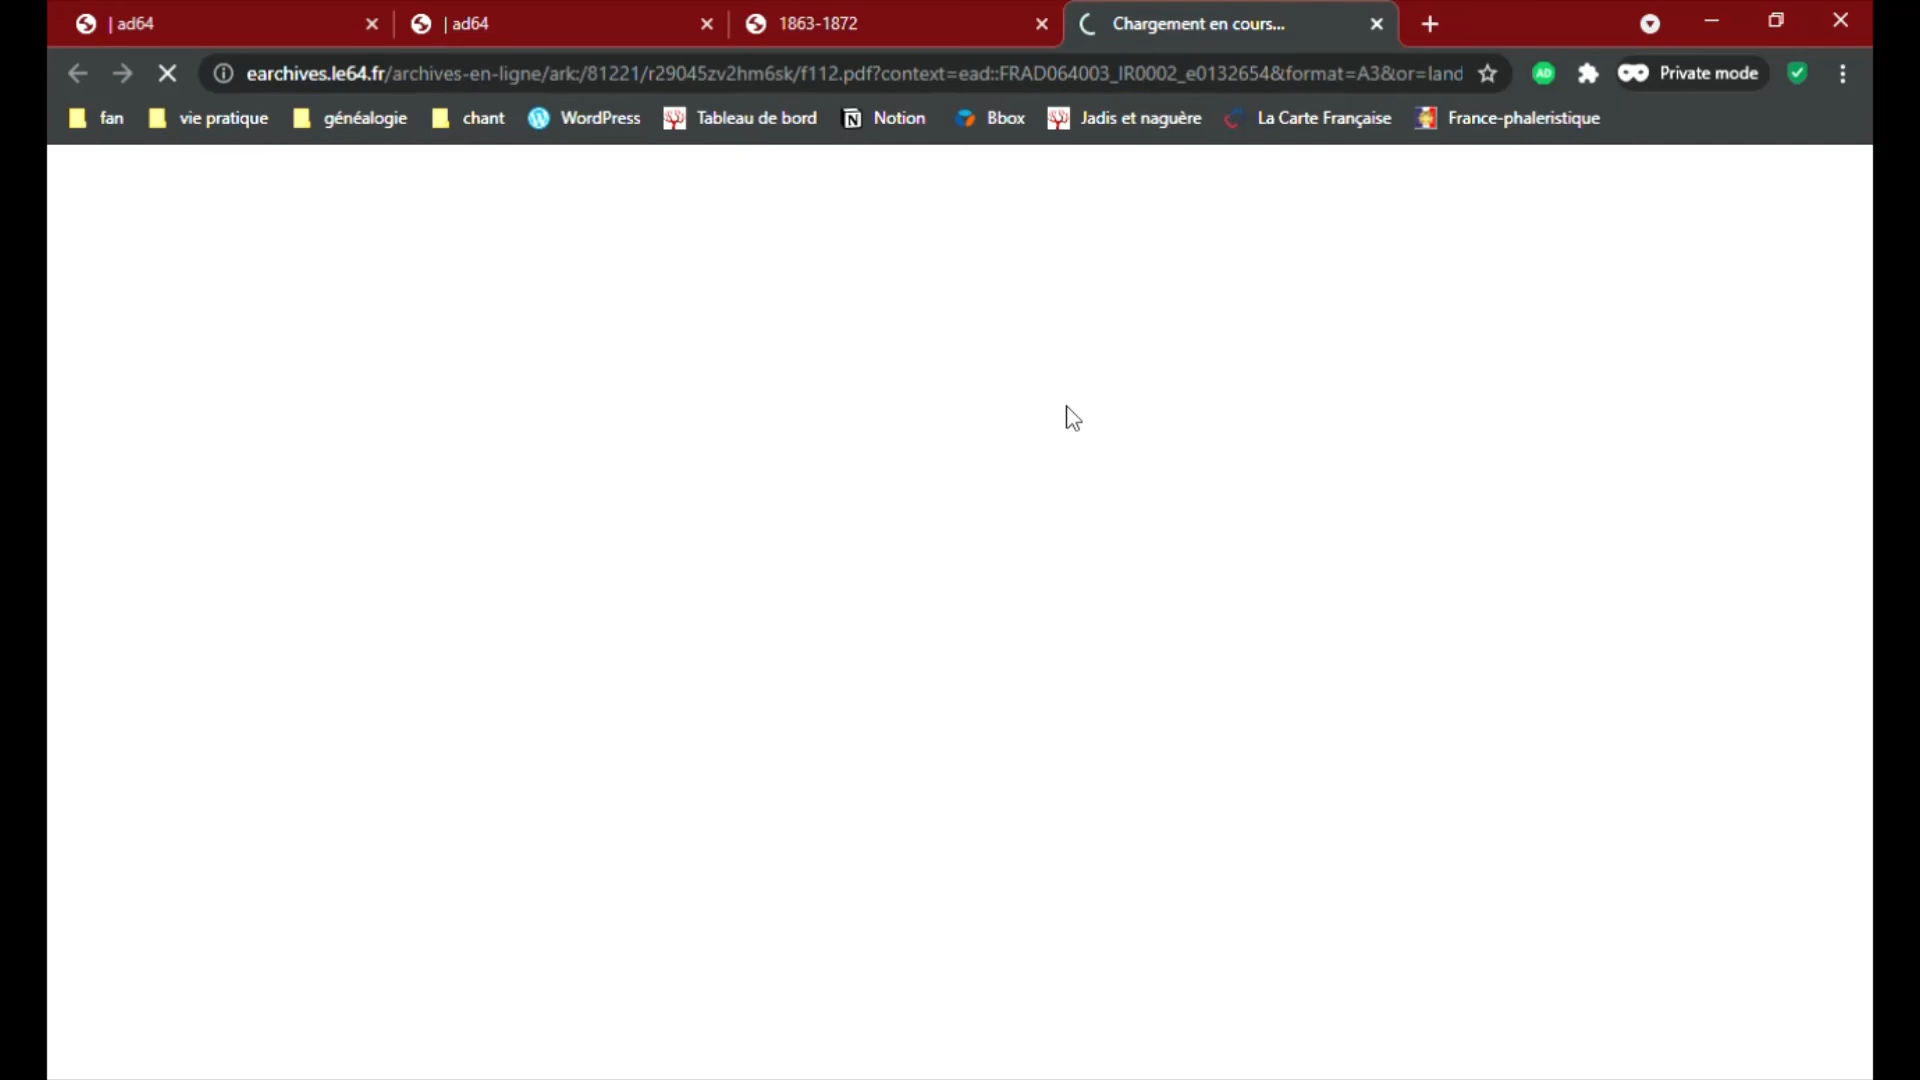 | ad64
| ad64
1863-1872
Chargement en cours...
earchives.le64.fr/archives-en-ligne/ark:/81221/r29045zv2hm6sk/f112.pdf?context=ead::FRAD064003_IR0002_e0132654&format=A3&or=land
AD
Private mode
fan
vie pratique
généalogie
chant
WordPress
Tableau de bord
Notion
Bbox
Jadis et naguère
La Carte Française
France-phaleristique